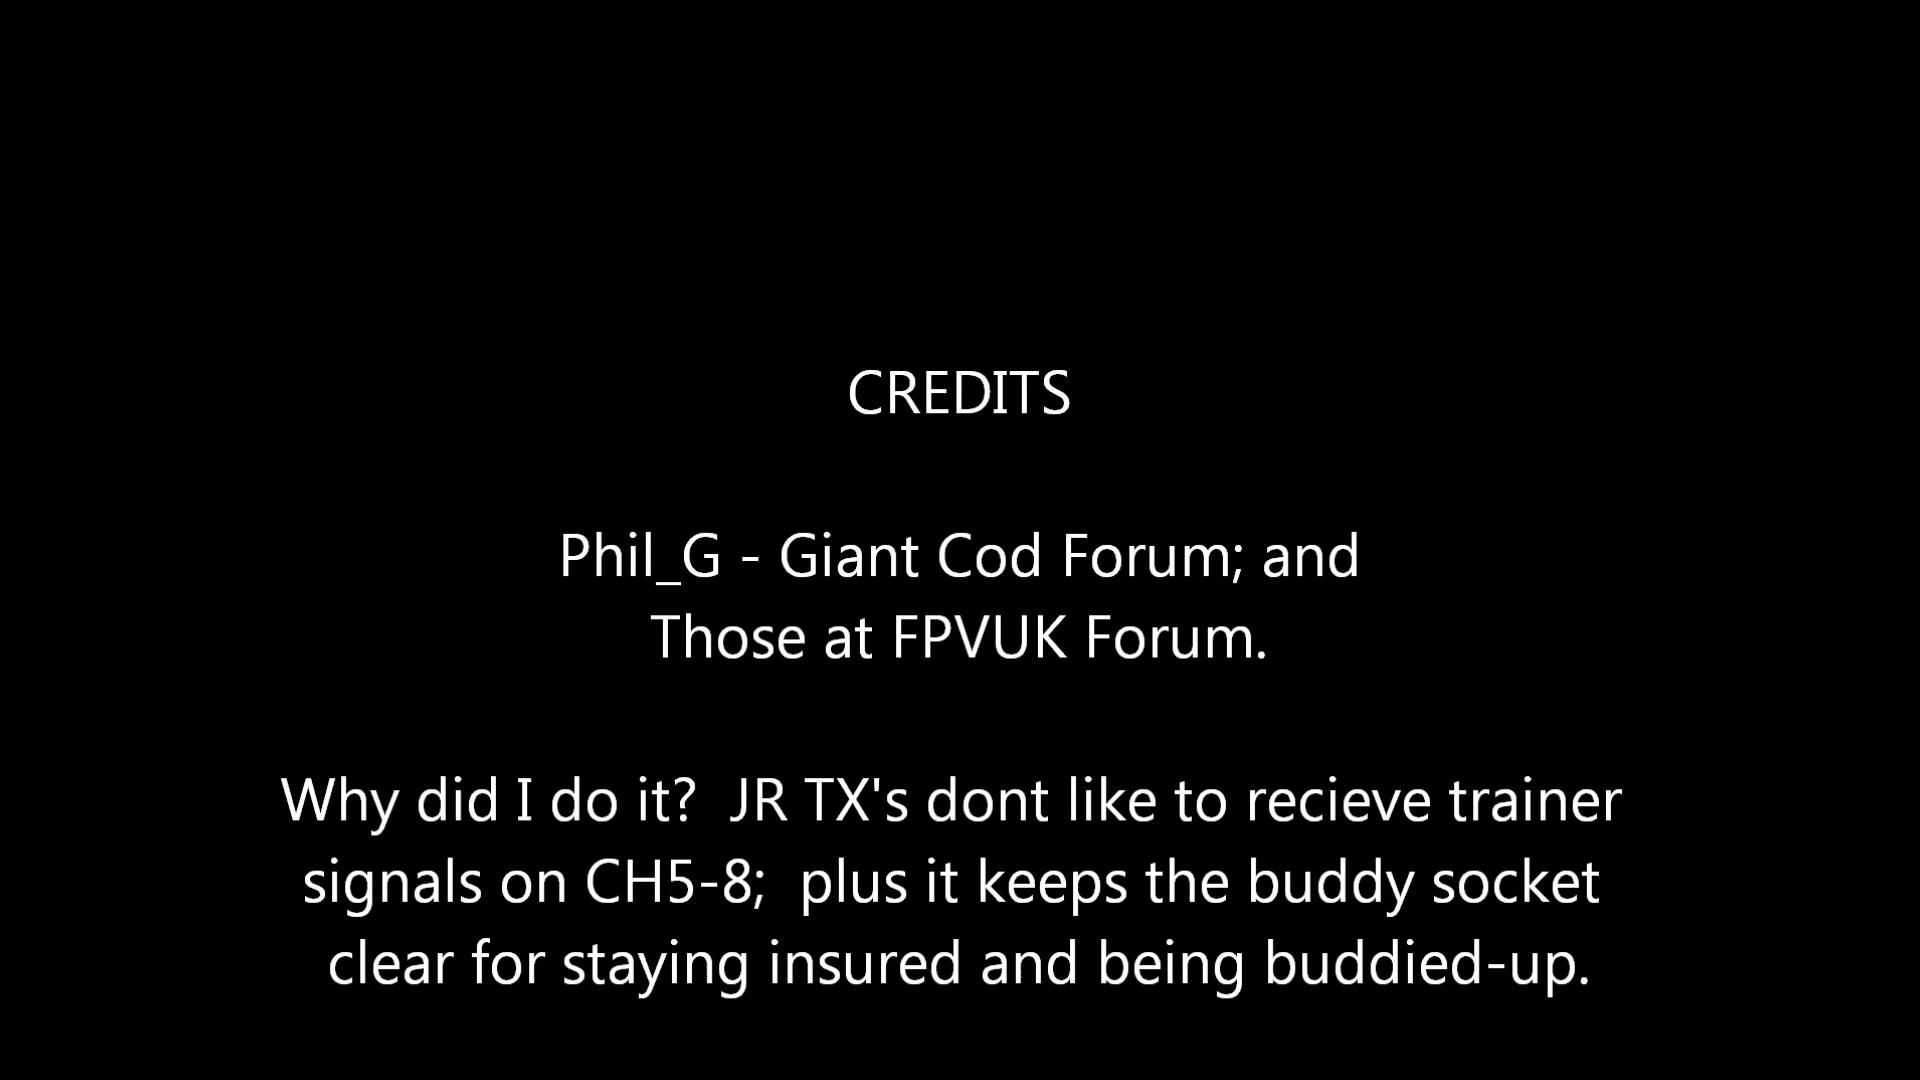 CREDITS
Phil_G - Giant Cod Forum; and
Those at FPVUK Forum.
Why did I do it?  JR TX's dont like to recieve trainer
signals on CH5-8;  plus it keeps the buddy socket
clear for staying insured and being buddied-up.